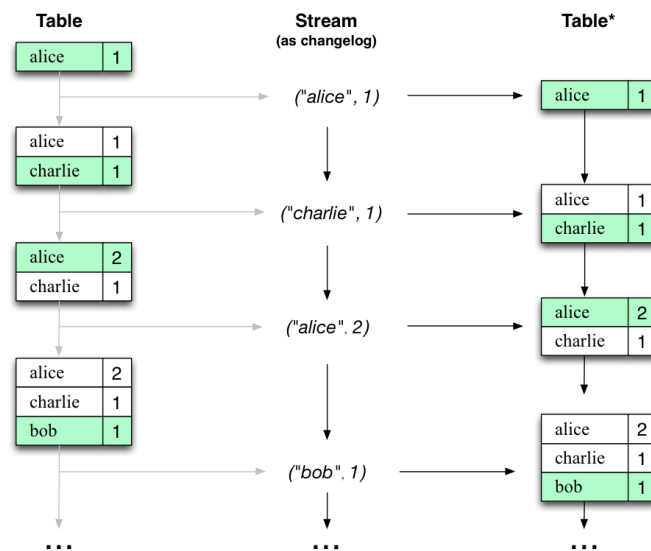 Table
Stream
(as changelog)
Table*
alice 1
("alice", 1)
alice 1
alice 1
charlie 1
("charlie", 1)
alice 1
charlie 1
alice 2
charlie 1
("alice", 2)
alice 2
charlie 1
alice 2
charlie 1
bob 1
("bob", 1)
alice 2
charlie 1
bob 1
...
...
...